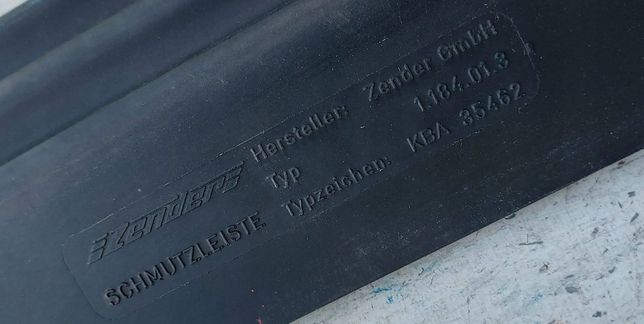 Zender
Hersteller: Zender GmbH
Typ 1.184.01.3
SCHMUTZLEISTE Typzeichen: KBA 35462